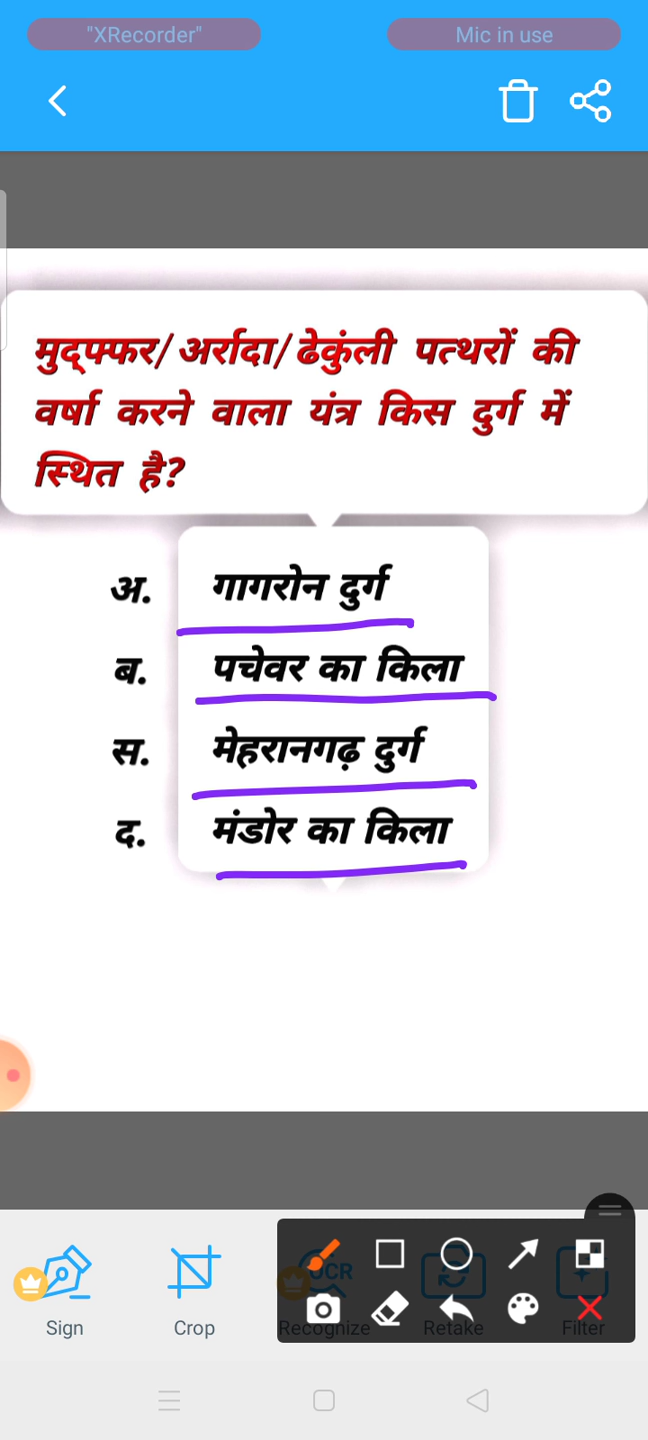 "XRecorder" Mic in use
मुद्फ्फर/अर्रादा/ढेकुंली पत्थरों की
वर्षा करने वाला यंत्र किस दुर्ग में
स्थित है?
अ. गागरोन दुर्ग
ब. पचेवर का किला
स. मेहरानगढ़ दुर्ग
द. मंडोर का किला
OCR
Sign Crop Recognize Retake Filter